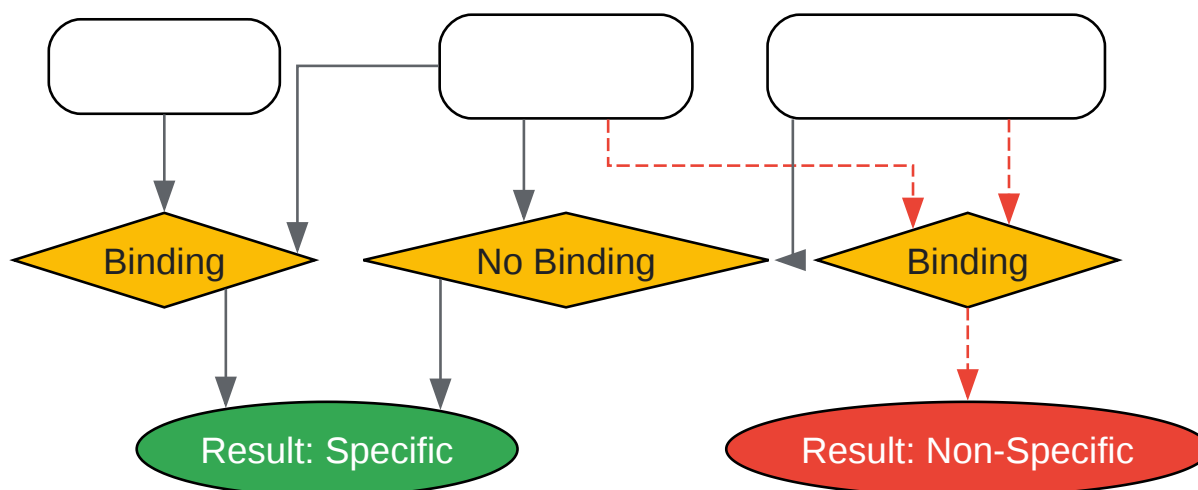 Binding
No Binding
Binding
Result: Specific
Result: Non-Specific